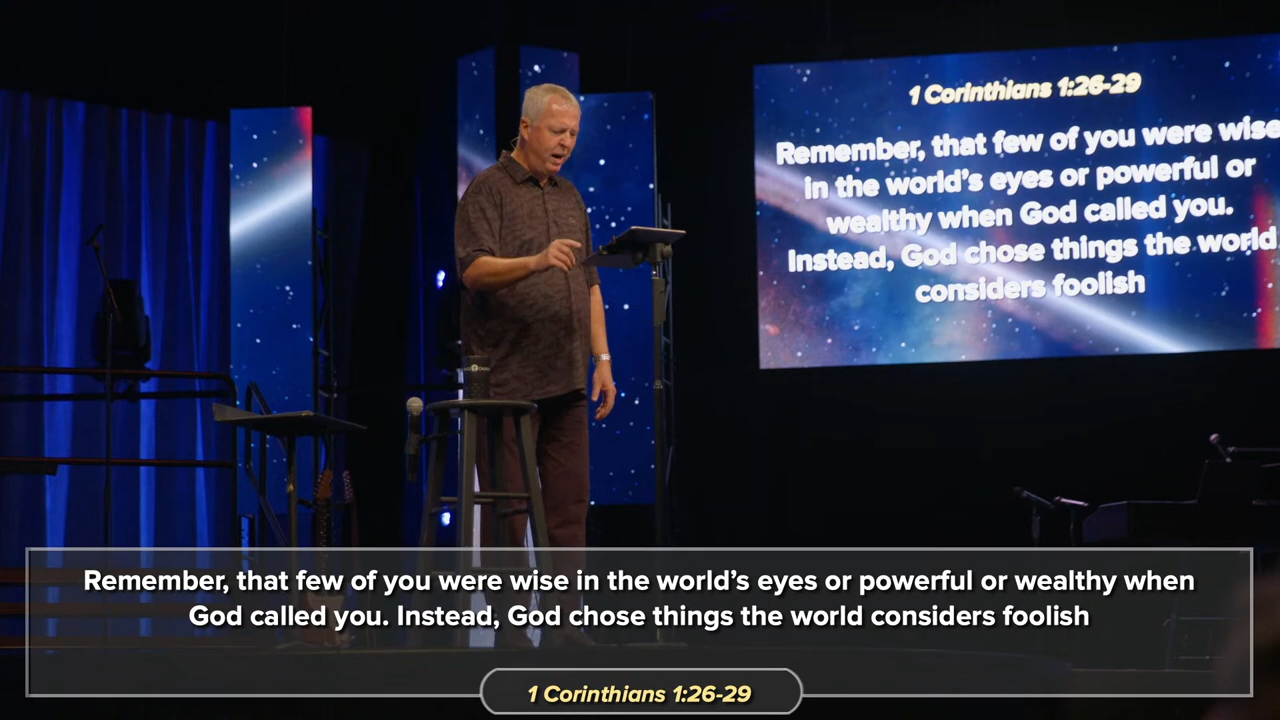 1 Corinthians 1:26-29
Remember, that few of you were wise
in the world's eyes or powerful or
wealthy when God called you.
Instead, God chose things the world
considers foolish
Remember, that few of you were wise in the world's eyes or powerful or wealthy when
God called you. Instead, God chose things the world considers foolish
1 Corinthians 1:26-29